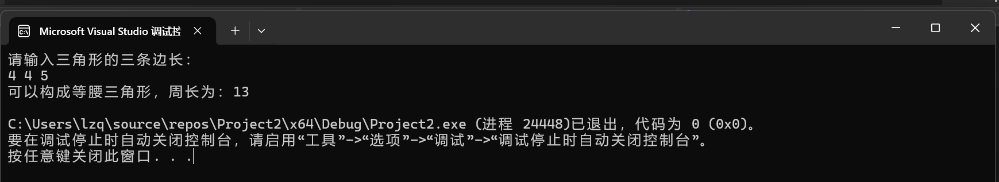 Microsoft Visual Studio 调试控
请输入三角形的三条边长：
4 4 5
可以构成等腰三角形，周长为：13
C:\Users\lzq\source\repos\Project2\x64\Debug\Project2.exe (进程 24448)已退出，代码为 0 (0x0)。
要在调试停止时自动关闭控制台，请启用“工具”->“选项”->“调试”->“调试停止时自动关闭控制台”。
按任意键关闭此窗口. . .